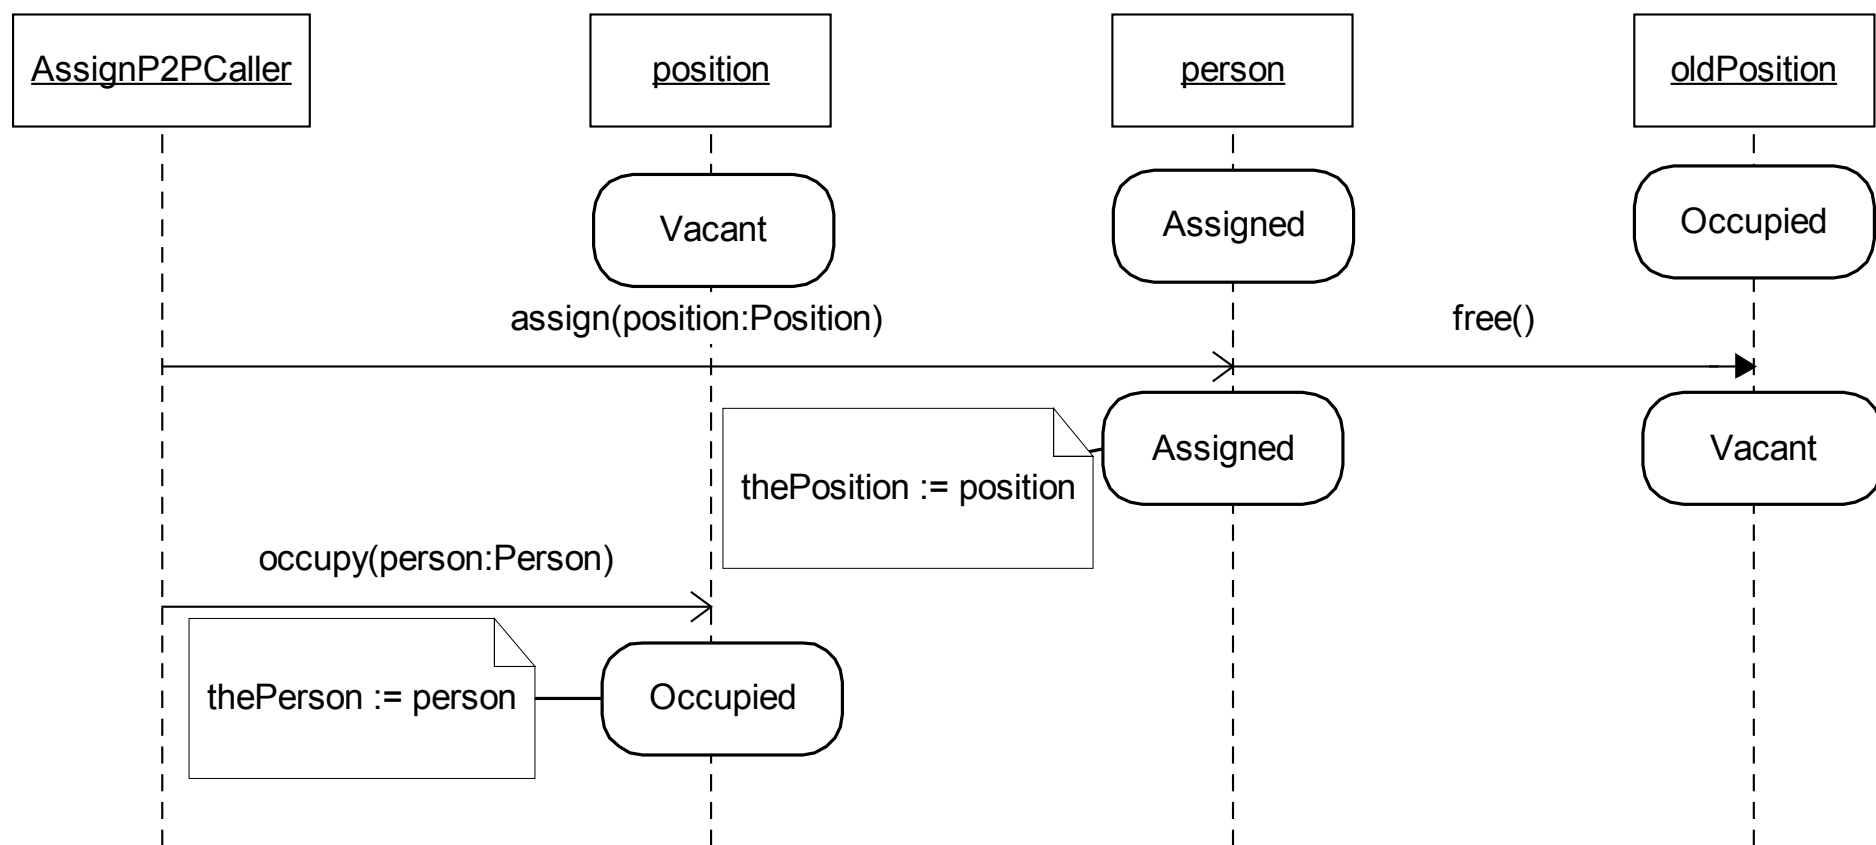 AssignP2PCaller
position
person
oldPosition
Vacant
Assigned
Occupied
assign(position:Position)
free()
Assigned
Vacant
thePosition := position
occupy(person:Person)
thePerson := person
Occupied